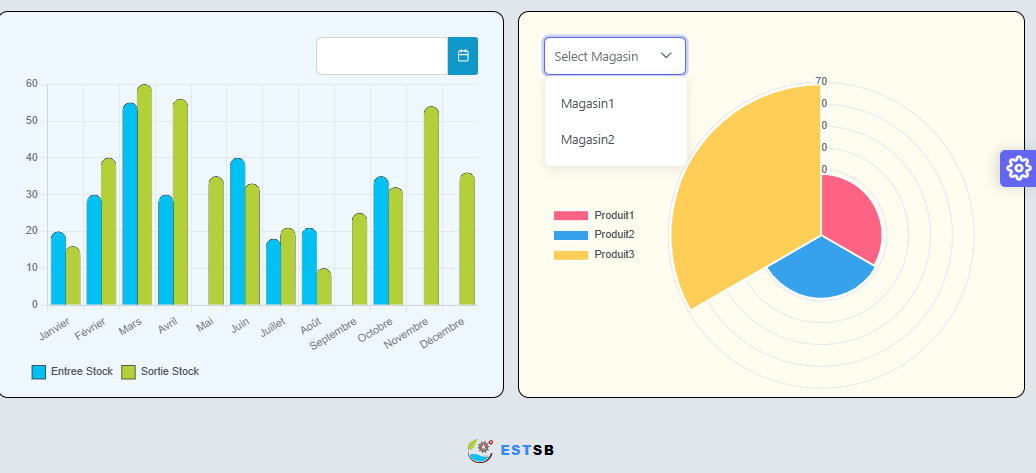 60
50
40
30
20
10
0
Janvier Février Mars Avril Mai Juin Juillet Août Septembre Octobre Novembre Décembre
Entree Stock Sortie Stock
Select Magasin
Magasin1
Magasin2
70
0
0
0
0
Produit1
Produit2
Produit3
ESTSB